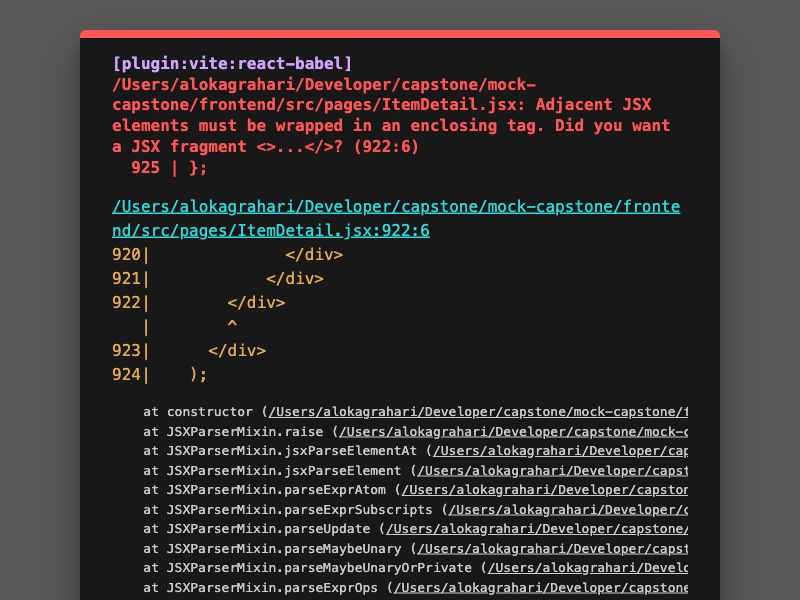 [plugin:vite:react-babel]
/Users/alokagrahari/Developer/capstone/mock-
capstone/frontend/src/pages/ItemDetail.jsx: Adjacent JSX
elements must be wrapped in an enclosing tag. Did you want
a JSX fragment <>...</>? (922:6)
  925 | };
/Users/alokagrahari/Developer/capstone/mock-capstone/fronte
nd/src/pages/ItemDetail.jsx:922:6
920|              </div>
921|            </div>
922|        </div>
   |        ^
923|      </div>
924|    );
at constructor (/Users/alokagrahari/Developer/capstone/mock-capstone/f
at JSXParserMixin.raise (/Users/alokagrahari/Developer/capstone/mock-c
at JSXParserMixin.jsxParseElementAt (/Users/alokagrahari/Developer/cap
at JSXParserMixin.jsxParseElement (/Users/alokagrahari/Developer/capst
at JSXParserMixin.parseExprAtom (/Users/alokagrahari/Developer/capston
at JSXParserMixin.parseExprSubscripts (/Users/alokagrahari/Developer/c
at JSXParserMixin.parseUpdate (/Users/alokagrahari/Developer/capstone/
at JSXParserMixin.parseMaybeUnary (/Users/alokagrahari/Developer/capst
at JSXParserMixin.parseMaybeUnaryOrPrivate (/Users/alokagrahari/Develo
at JSXParserMixin.parseExprOps (/Users/alokagrahari/Developer/capstone